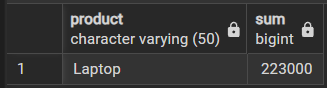 product sum
character varying (50) bigint
1 Laptop 223000